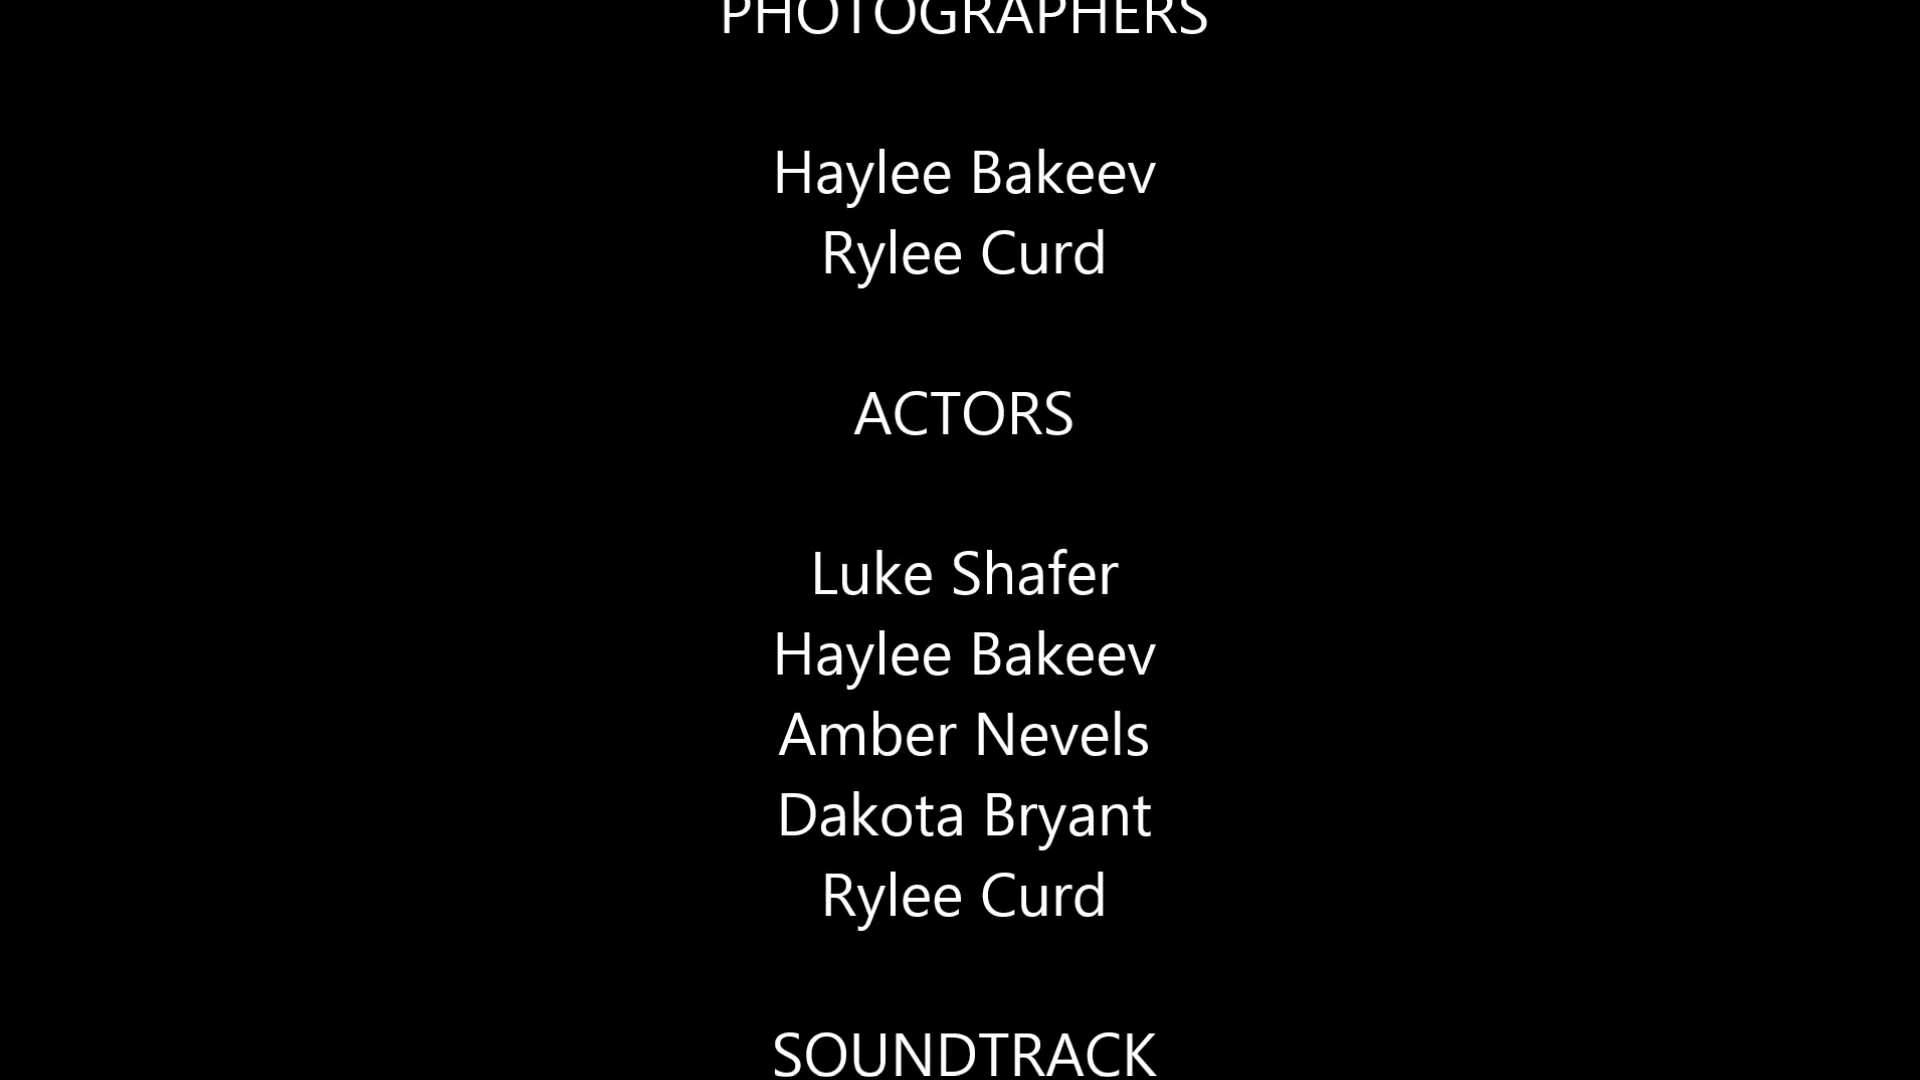 PHOTOGRAPHERS
Haylee Bakeev
Rylee Curd
ACTORS
Luke Shafer
Haylee Bakeev
Amber Nevels
Dakota Bryant
Rylee Curd
SOUNDTRACK